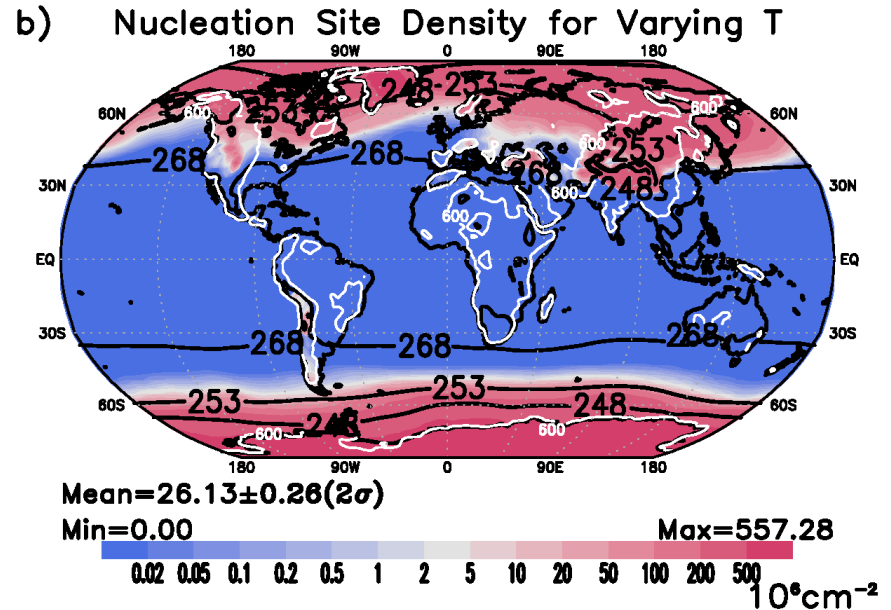 b) Nucleation Site Density for Varying T
180 90W 0 90E 180
60N 60N
30N 30N
EQ EQ
30S 30S
60S 60S
248 253
253
600 600
268 268 600 253
268 600 248
600
268 268 268
253 253
248 248
600 600
180 90W 0 90E 180
Mean=26.13±0.26(2σ)
Min=0.00 Max=557.28
0.02 0.05 0.1 0.2 0.5 1 2 5 10 20 50 100 200 500
10⁶cm⁻²